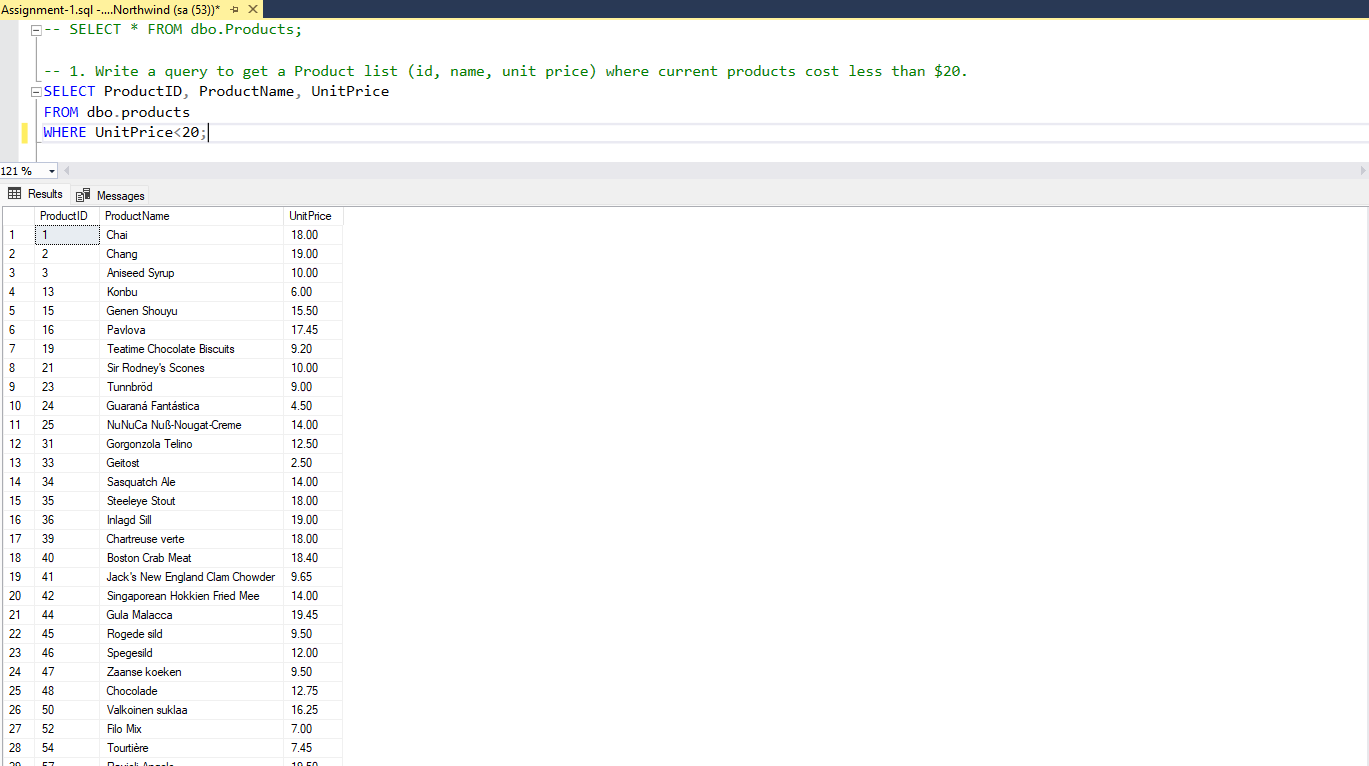 Assignment-1.sql -....Northwind (sa (53))*
-- SELECT * FROM dbo.Products;
-- 1. Write a query to get a Product list (id, name, unit price) where current products cost less than $20.
SELECT ProductID, ProductName, UnitPrice
FROM dbo.products
WHERE UnitPrice<20;
121 %
Results Messages
ProductID ProductName UnitPrice
1 1 Chai 18.00
2 2 Chang 19.00
3 3 Aniseed Syrup 10.00
4 13 Konbu 6.00
5 15 Genen Shouyu 15.50
6 16 Pavlova 17.45
7 19 Teatime Chocolate Biscuits 9.20
8 21 Sir Rodney's Scones 10.00
9 23 Tunnbröd 9.00
10 24 Guaraná Fantástica 4.50
11 25 NuNuCa Nuß-Nougat-Creme 14.00
12 31 Gorgonzola Telino 12.50
13 33 Geitost 2.50
14 34 Sasquatch Ale 14.00
15 35 Steeleye Stout 18.00
16 36 Inlagd Sill 19.00
17 39 Chartreuse verte 18.00
18 40 Boston Crab Meat 18.40
19 41 Jack's New England Clam Chowder 9.65
20 42 Singaporean Hokkien Fried Mee 14.00
21 44 Gula Malacca 19.45
22 45 Rogede sild 9.50
23 46 Spegesild 12.00
24 47 Zaanse koeken 9.50
25 48 Chocolade 12.75
26 50 Valkoinen suklaa 16.25
27 52 Filo Mix 7.00
28 54 Tourtière 7.45